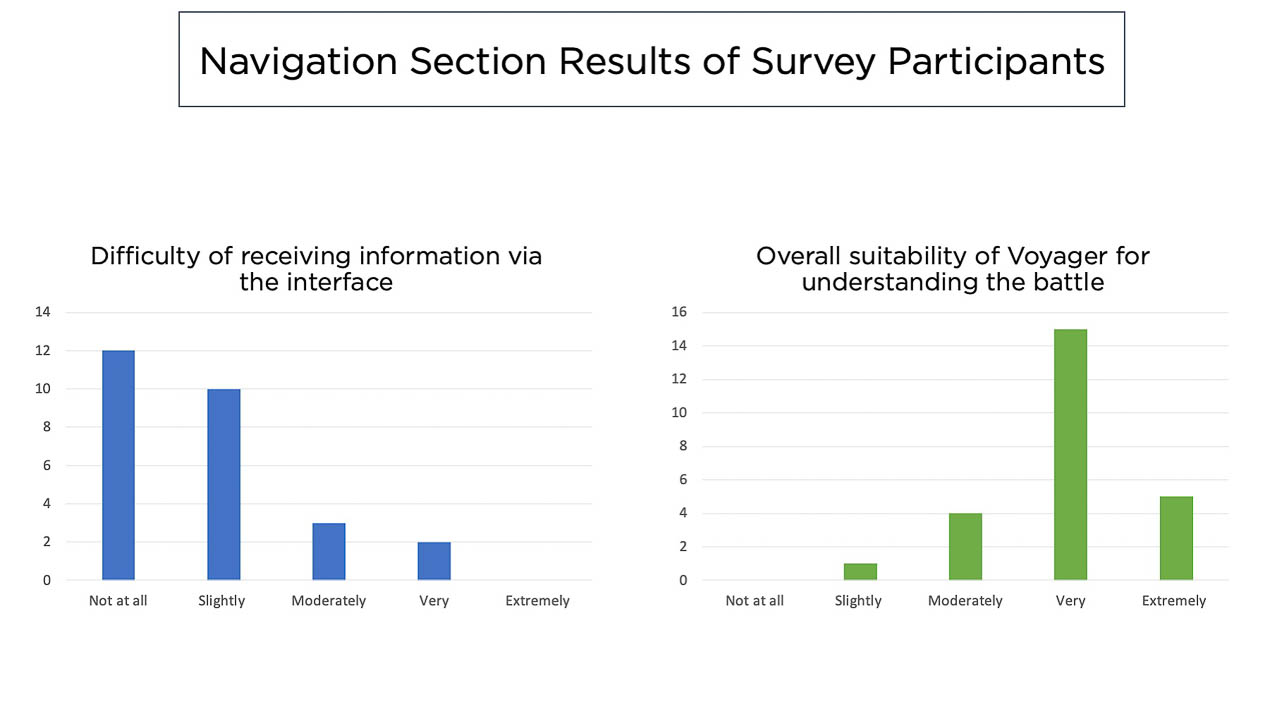 Navigation Section Results of Survey Participants
Difficulty of receiving information via
the interface
14
12
10
8
6
4
2
0
Not at all Slightly Moderately Very Extremely
Overall suitability of Voyager for
understanding the battle
16
14
12
10
8
6
4
2
0
Not at all Slightly Moderately Very Extremely